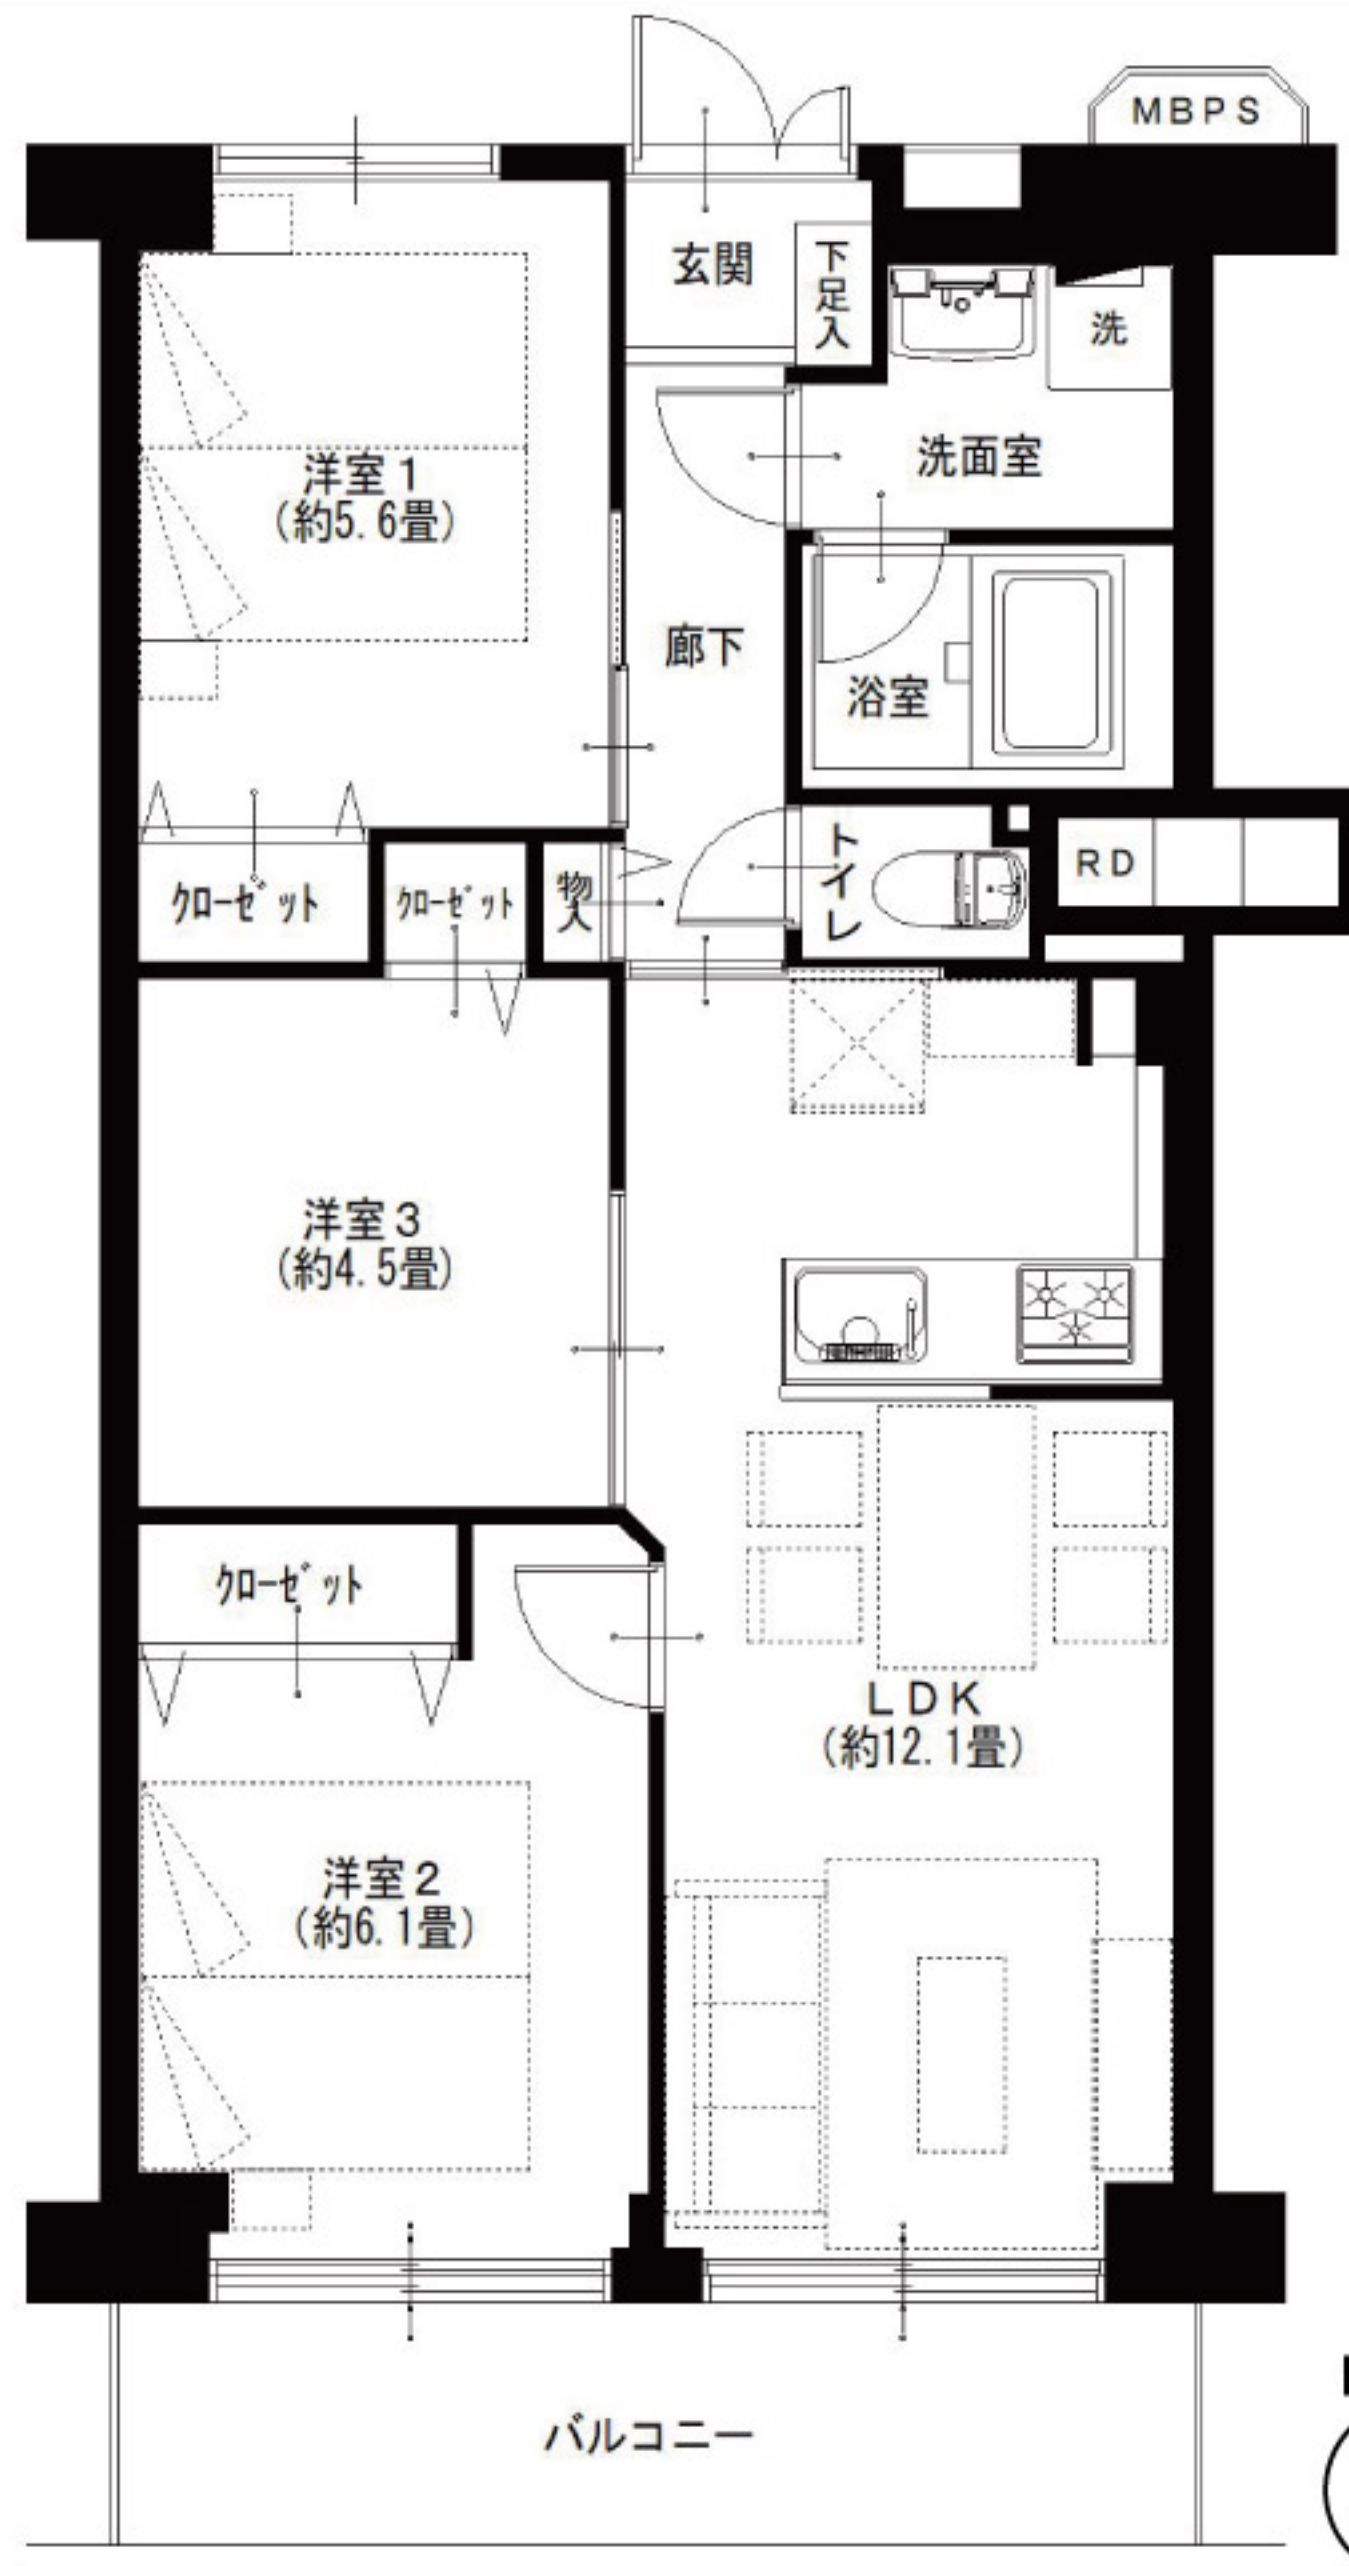 ＭＢＰＳ
玄関
下足入
洗
洗面室
洋室１
(約5.6畳)
廊下
浴室
トイレ
ＲＤ
ｸﾛｰｾﾞｯﾄ
ｸﾛｰｾﾞｯﾄ
物入
洋室３
(約4.5畳)
ｸﾛｰｾﾞｯﾄ
ＬＤＫ
(約12.1畳)
洋室２
(約6.1畳)
バルコニー